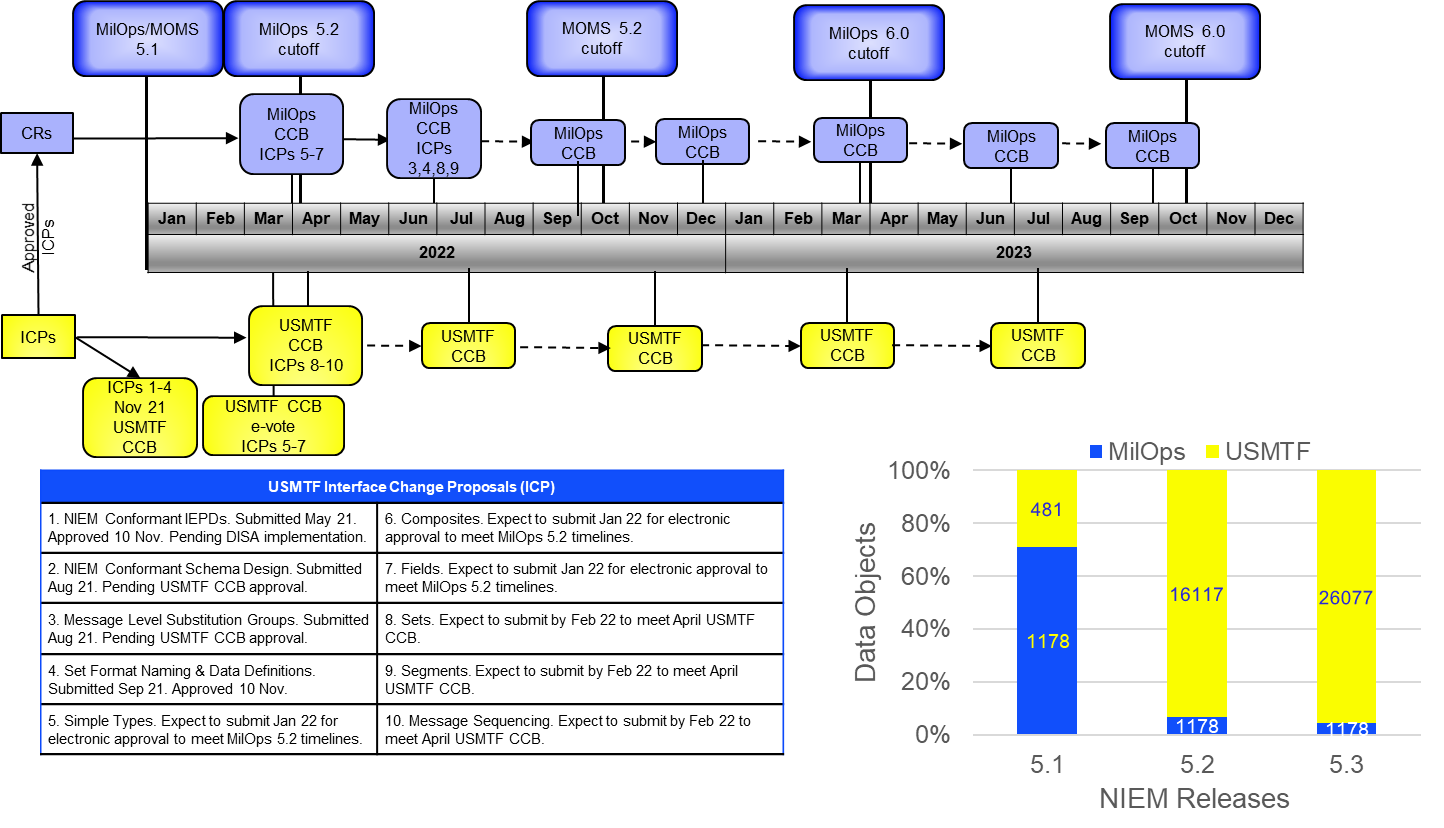 MilOps/MOMS
5.1
MilOps 5.2
cutoff
MOMS 5.2
cutoff
MilOps 6.0
cutoff
MOMS 6.0
cutoff
CRs
MilOps
CCB
ICPs 5-7
MilOps
CCB
ICPs
3,4,8,9
MilOps
CCB
MilOps
CCB
MilOps
CCB
MilOps
CCB
MilOps
CCB
Approved
ICPs
Jan Feb Mar Apr May Jun Jul Aug Sep Oct Nov Dec Jan Feb Mar Apr May Jun Jul Aug Sep Oct Nov Dec
2022 2023
ICPs
USMTF
CCB
ICPs 8-10
USMTF
CCB
USMTF
CCB
USMTF
CCB
USMTF
CCB
ICPs 1-4
Nov 21
USMTF
CCB
USMTF CCB
e-vote
ICPs 5-7
USMTF Interface Change Proposals (ICP)
1. NIEM Conformant IEPDs. Submitted May 21.
Approved 10 Nov. Pending DISA implementation.
6. Composites. Expect to submit Jan 22 for electronic
approval to meet MilOps 5.2 timelines.
2. NIEM Conformant Schema Design. Submitted
Aug 21. Pending USMTF CCB approval.
7. Fields. Expect to submit Jan 22 for electronic approval to
meet MilOps 5.2 timelines.
3. Message Level Substitution Groups. Submitted
Aug 21. Pending USMTF CCB approval.
8. Sets. Expect to submit by Feb 22 to meet April USMTF
CCB.
4. Set Format Naming & Data Definitions.
Submitted Sep 21. Approved 10 Nov.
9. Segments. Expect to submit by Feb 22 to meet April
USMTF CCB.
5. Simple Types. Expect to submit Jan 22 for
electronic approval to meet MilOps 5.2 timelines.
10. Message Sequencing. Expect to submit by Feb 22 to
meet April USMTF CCB.
MilOps USMTF
Data Objects
100%
80%
60%
40%
20%
0%
481
1178
16117
1178
26077
1178
5.1 5.2 5.3
NIEM Releases